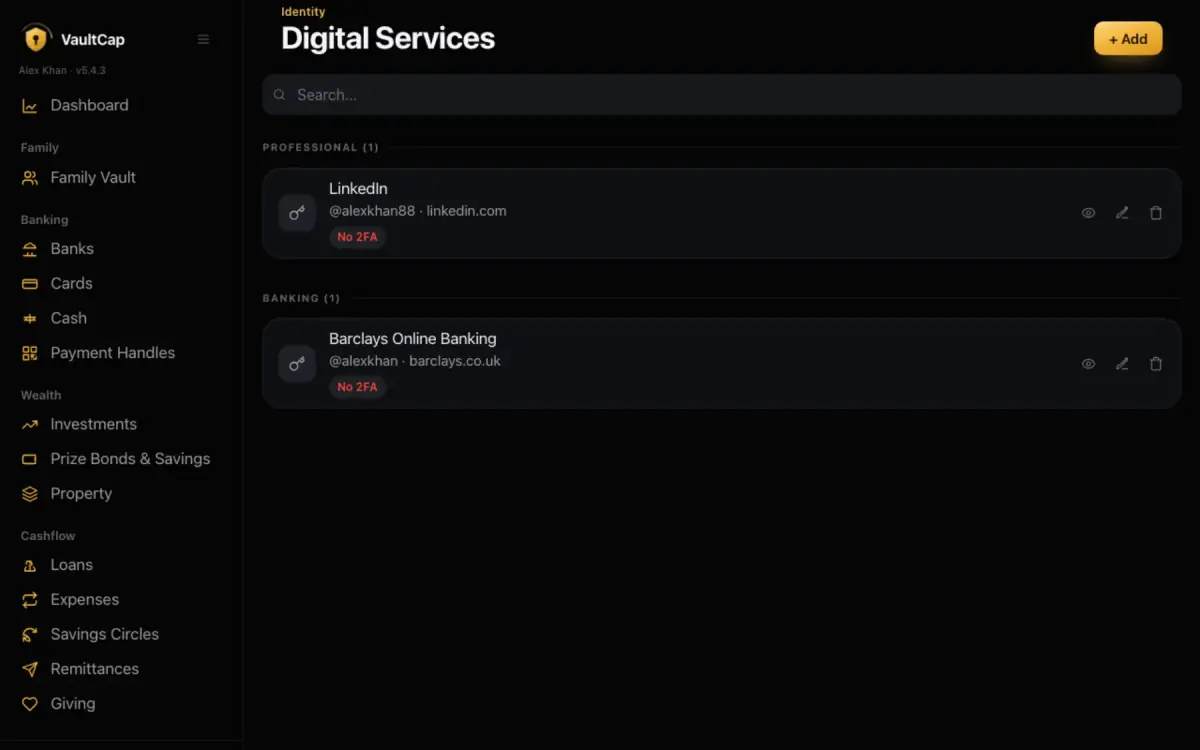 VaultCap
Alex Khan · v5.4.3
Dashboard
Family
Family Vault
Banking
Banks
Cards
Cash
Payment Handles
Wealth
Investments
Prize Bonds & Savings
Property
Cashflow
Loans
Expenses
Savings Circles
Remittances
Giving
Identity
Digital Services
+ Add
Search...
PROFESSIONAL (1)
LinkedIn
@alexkhan88 · linkedin.com
No 2FA
BANKING (1)
Barclays Online Banking
@alexkhan · barclays.co.uk
No 2FA